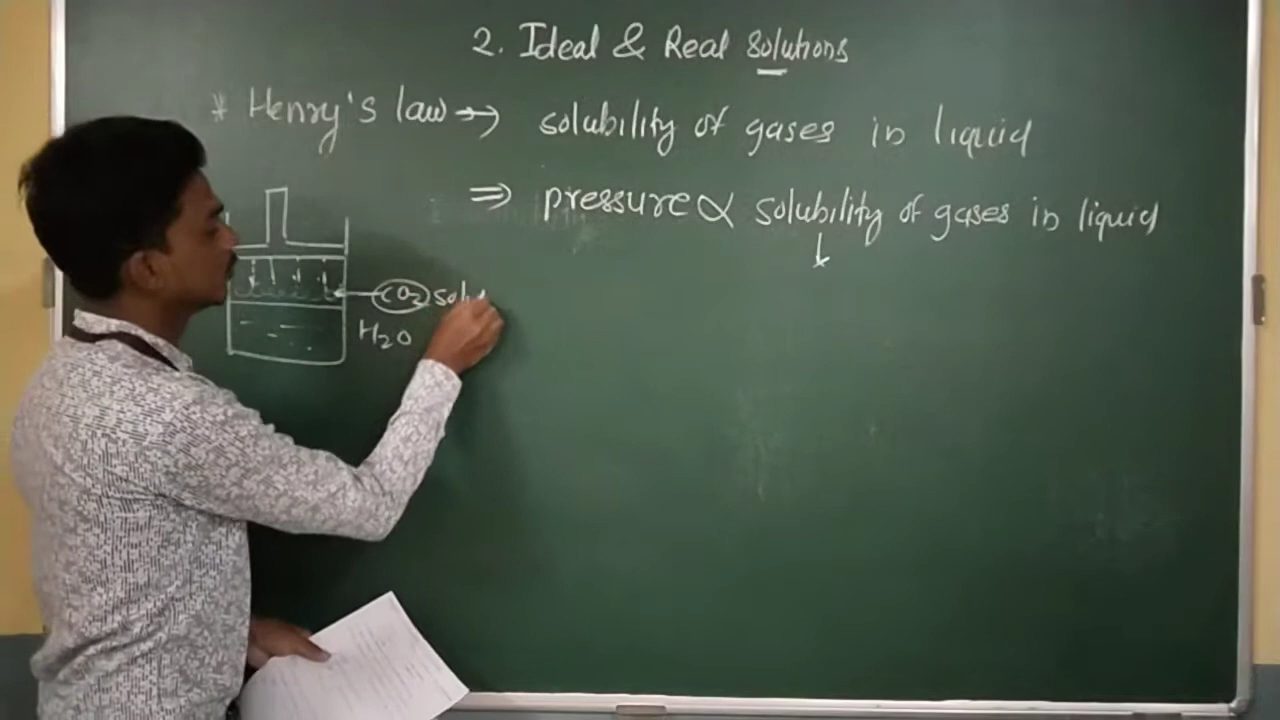 2. Ideal & Real Solutions
* Henry's law → solubility of gases in liquid
⇒ pressure ∝ solubility of gases in liquid
CO₂ solu
H₂O